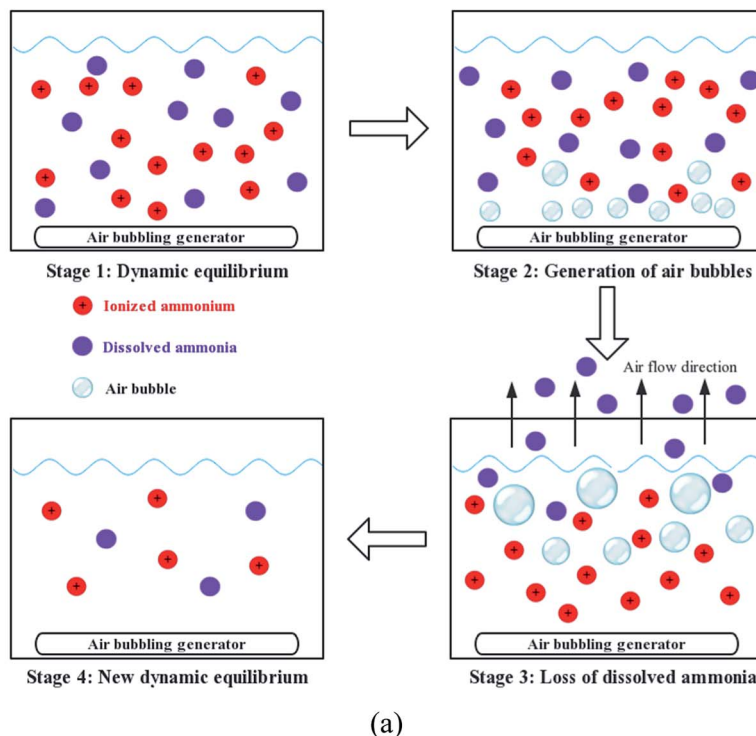 Air bubbling generator
Air bubbling generator
Stage 1: Dynamic equilibrium
Stage 2: Generation of air bubbles
+ Ionized ammonium
Dissolved ammonia
Air bubble
Air flow direction
Air bubbling generator
Air bubbling generator
Stage 4: New dynamic equilibrium
Stage 3: Loss of dissolved ammonia
(a)